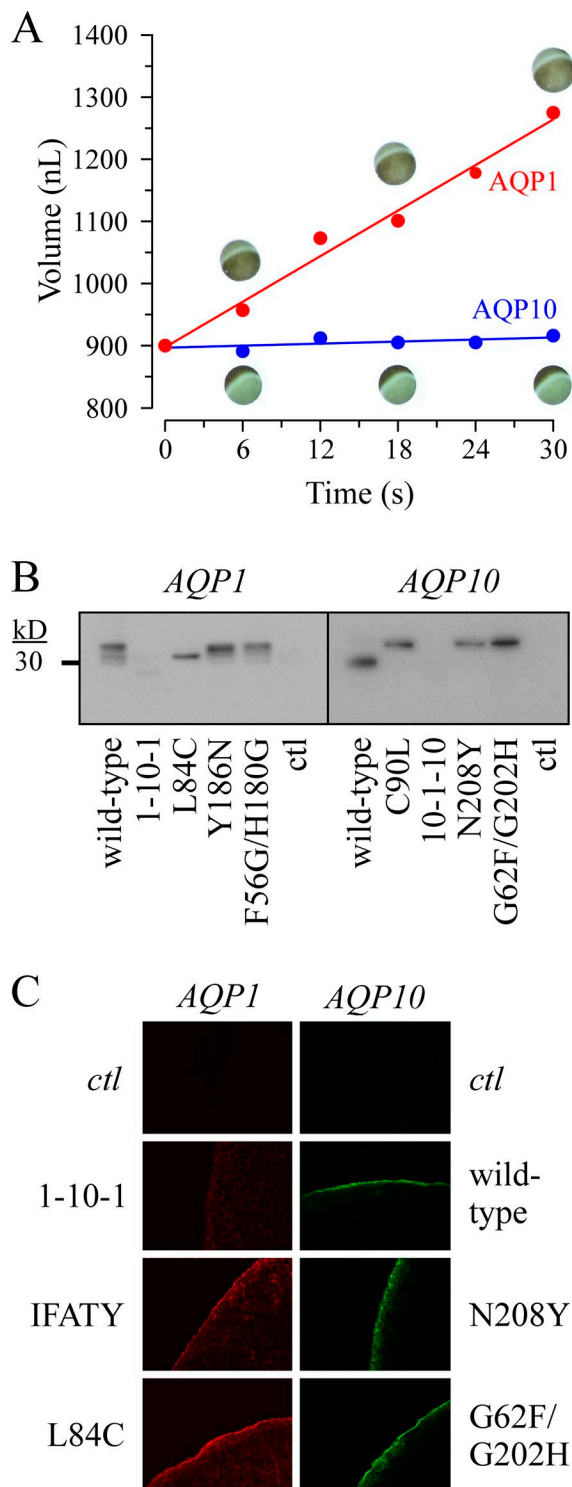 A
1400
1300
1200
1100
1000
900
800
Volume (nL)
AQP1
AQP10
0 6 12 18 24 30
Time (s)
B
AQP1 AQP10
kD
30
wild-type
1-10-1
L84C
Y186N
F56G/H180G
ctl
wild-type
C90L
10-1-10
N208Y
G62F/G202H
ctl
C
AQP1 AQP10
ctl ctl
1-10-1 wild-
type
IFATY N208Y
L84C G62F/
G202H